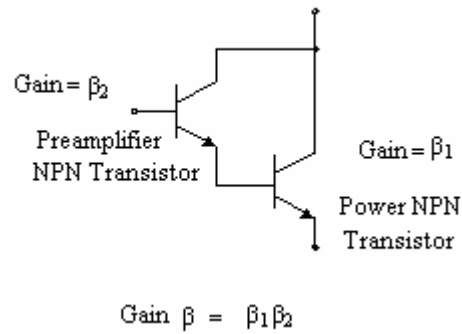 Gain = β₂
Preamplifier
NPN Transistor
Gain = β₁
Power NPN
Transistor
Gain β = β₁β₂